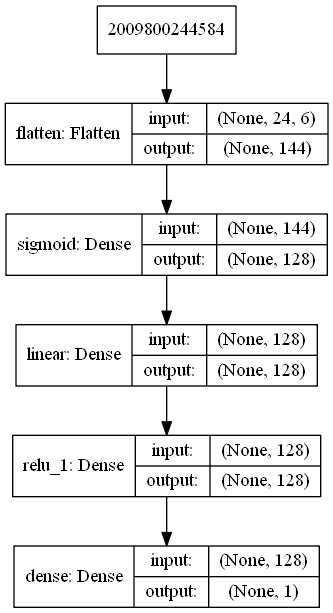 2009800244584
flatten: Flatten
input: (None, 24, 6)
output: (None, 144)
sigmoid: Dense
input: (None, 144)
output: (None, 128)
linear: Dense
input: (None, 128)
output: (None, 128)
relu_1: Dense
input: (None, 128)
output: (None, 128)
dense: Dense
input: (None, 128)
output: (None, 1)